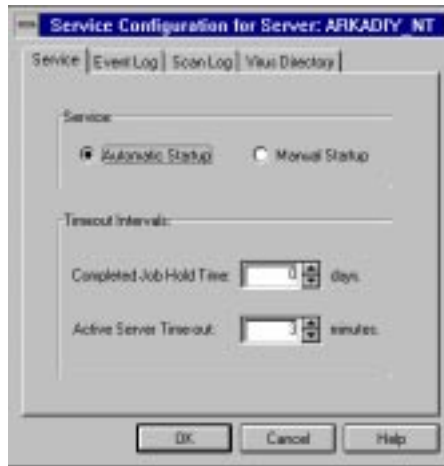 Service Configuration for Server: ARKADIY_NT
Service Event Log Scan Log Virus Directory
Service:
Automatic Startup Manual Startup
Timeout Intervals:
Completed Job Hold Time: 0 days.
Active Server Time-out: 3 minutes.
OK Cancel Help